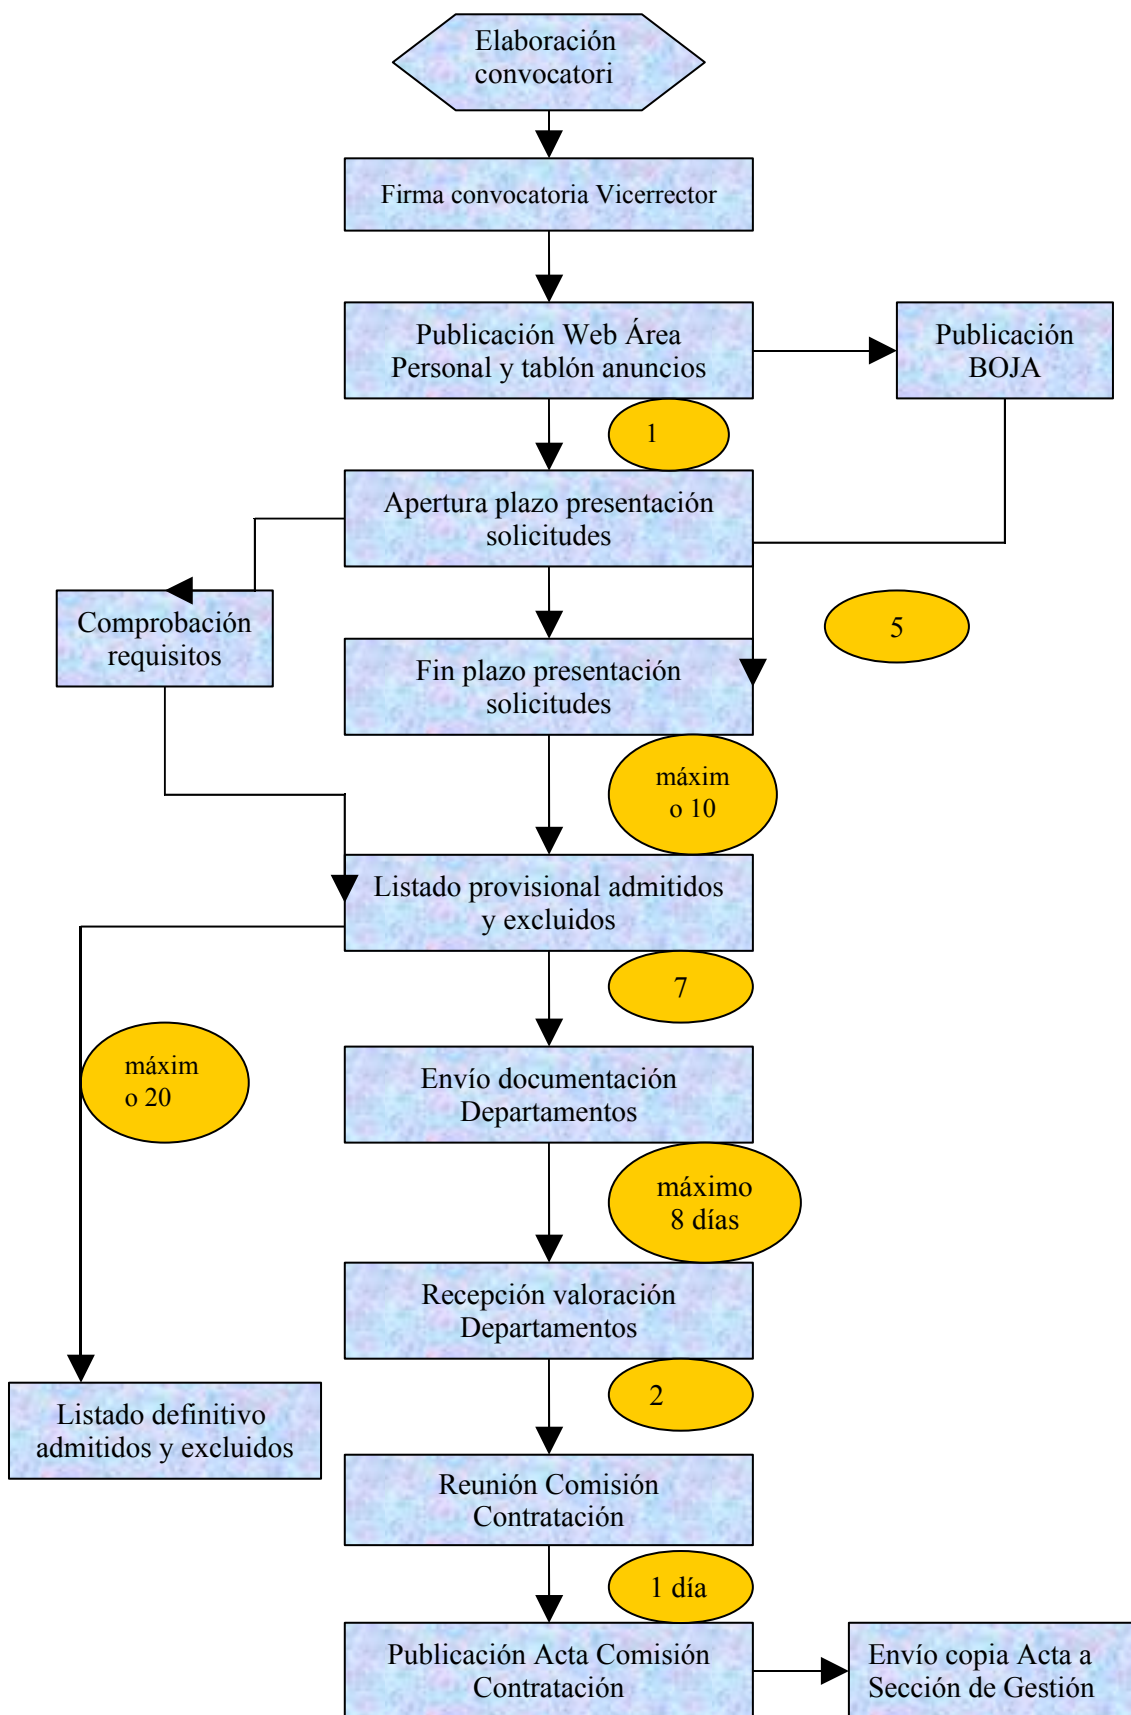 Elaboración
convocatori
Firma convocatoria Vicerrector
Publicación Web Área
Personal y tablón anuncios
Publicación
BOJA
1
Apertura plazo presentación
solicitudes
Comprobación
requisitos
5
Fin plazo presentación
solicitudes
máxim
o 10
Listado provisional admitidos
y excluidos
7
máxim
o 20
Envío documentación
Departamentos
máximo
8 días
Recepción valoración
Departamentos
2
Listado definitivo
admitidos y excluidos
Reunión Comisión
Contratación
1 día
Publicación Acta Comisión
Contratación
Envío copia Acta a
Sección de Gestión